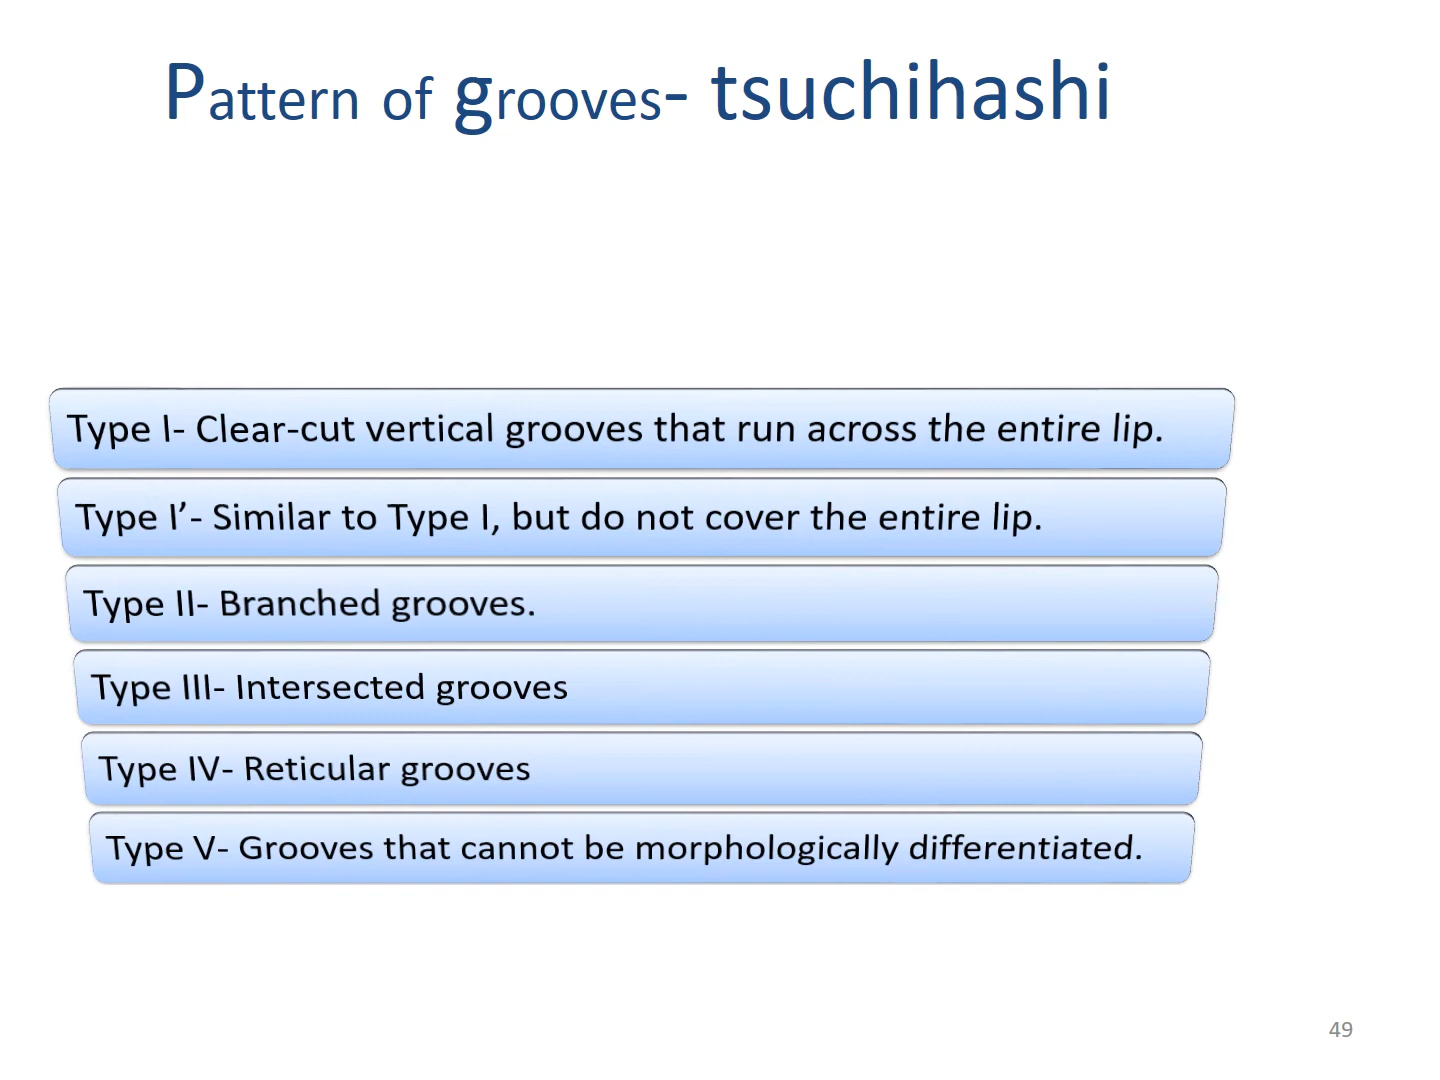 Pattern of grooves- tsuchihashi
Type I- Clear-cut vertical grooves that run across the entire lip.
Type I’- Similar to Type I, but do not cover the entire lip.
Type II- Branched grooves.
Type III- Intersected grooves
Type IV- Reticular grooves
Type V- Grooves that cannot be morphologically differentiated.
49